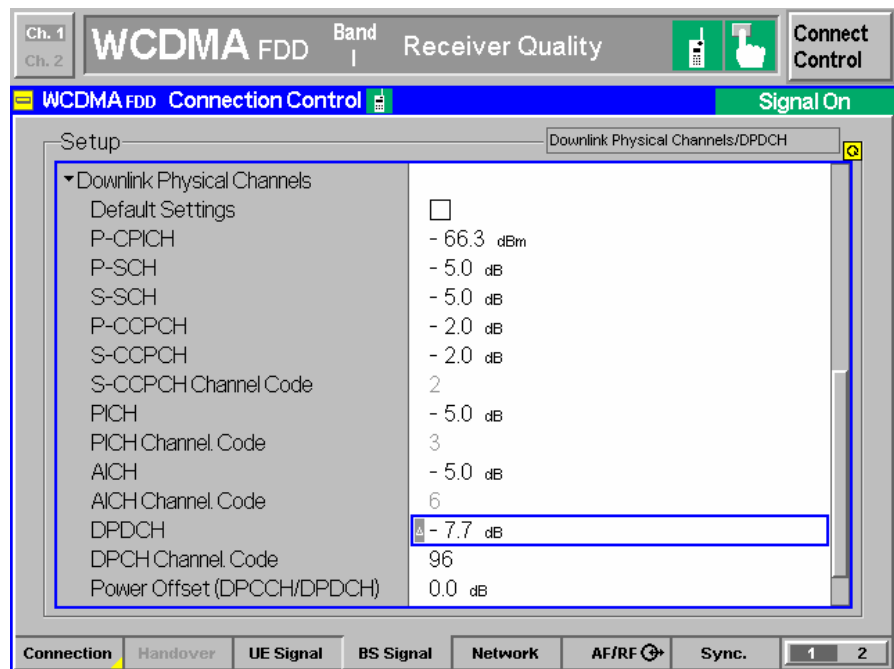 Ch. 1
Ch. 2
WCDMA FDD Band I Receiver Quality
Connect Control
WCDMA FDD Connection Control
Signal On
Setup
Downlink Physical Channels/DPDCH
Downlink Physical Channels
Default Settings
P-CPICH - 66.3 dBm
P-SCH - 5.0 dB
S-SCH - 5.0 dB
P-CCPCH - 2.0 dB
S-CCPCH - 2.0 dB
S-CCPCH Channel Code 2
PICH - 5.0 dB
PICH Channel. Code 3
AICH - 5.0 dB
AICH Channel. Code 6
DPDCH - 7.7 dB
DPCH Channel. Code 96
Power Offset (DPCCH/DPDCH) 0.0 dB
Connection Handover UE Signal BS Signal Network AF/RF Sync. 1 2